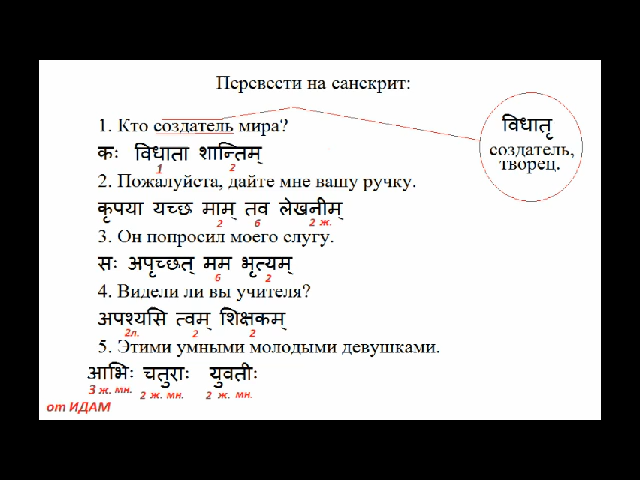 Перевести на санскрит:
विधातृ
создатель,
творец.
1. Кто создатель мира?
कः विधाता शान्तिम्
1 2
2. Пожалуйста, дайте мне вашу ручку.
कृपया यच्छ माम् तव लेखनीम्
2 6 2 ж.
3. Он попросил моего слугу.
सः अपृच्छत् मम भृत्यम्
6 2
4. Видели ли вы учителя?
अपश्यसि त्वम् शिक्षकम्
2л. 2 2
5. Этими умными молодыми девушками.
आभिः चतुराः युवतीः
3 ж. мн. 2 ж. мн. 2 ж. мн.
от ИДАМ